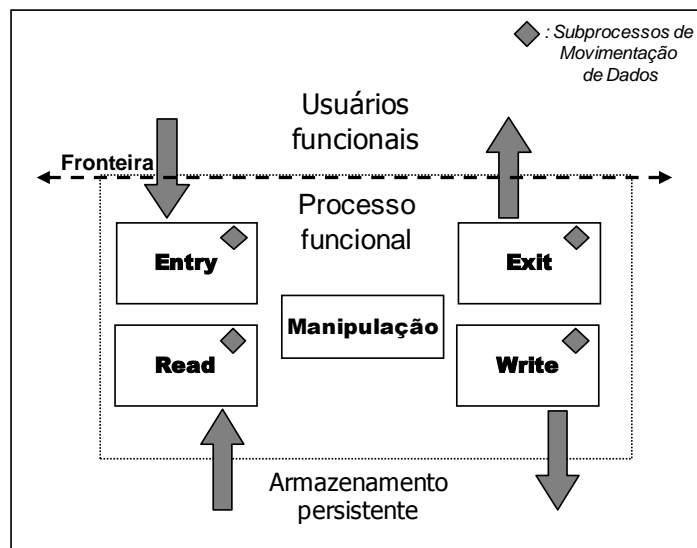 : Subprocessos de
Movimentação
de Dados
Usuários
funcionais
Fronteira
Processo
funcional
Entry
Exit
Manipulação
Read
Write
Armazenamento
persistente